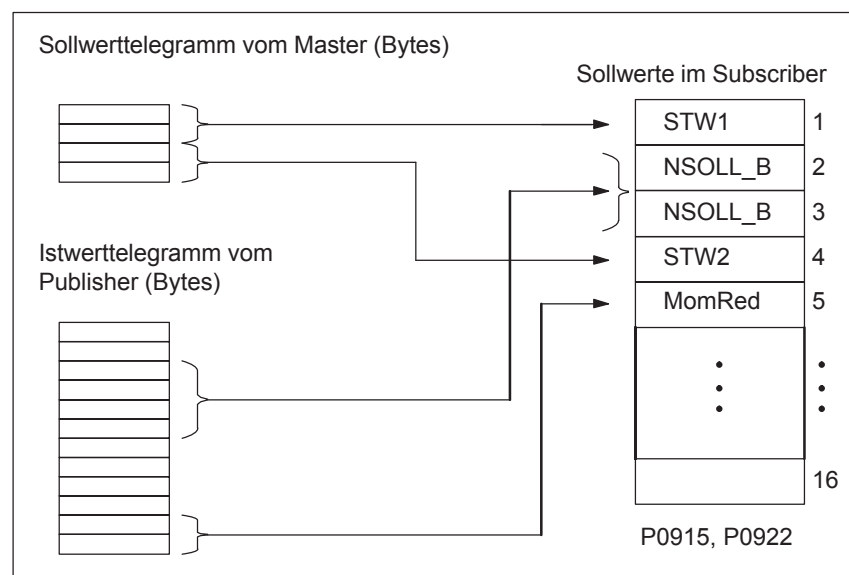 Sollwerttelegramm vom Master (Bytes)
Sollwerte im Subscriber
STW1 1
NSOLL_B 2
NSOLL_B 3
STW2 4
MomRed 5
16
P0915, P0922
Istwerttelegramm vom
Publisher (Bytes)